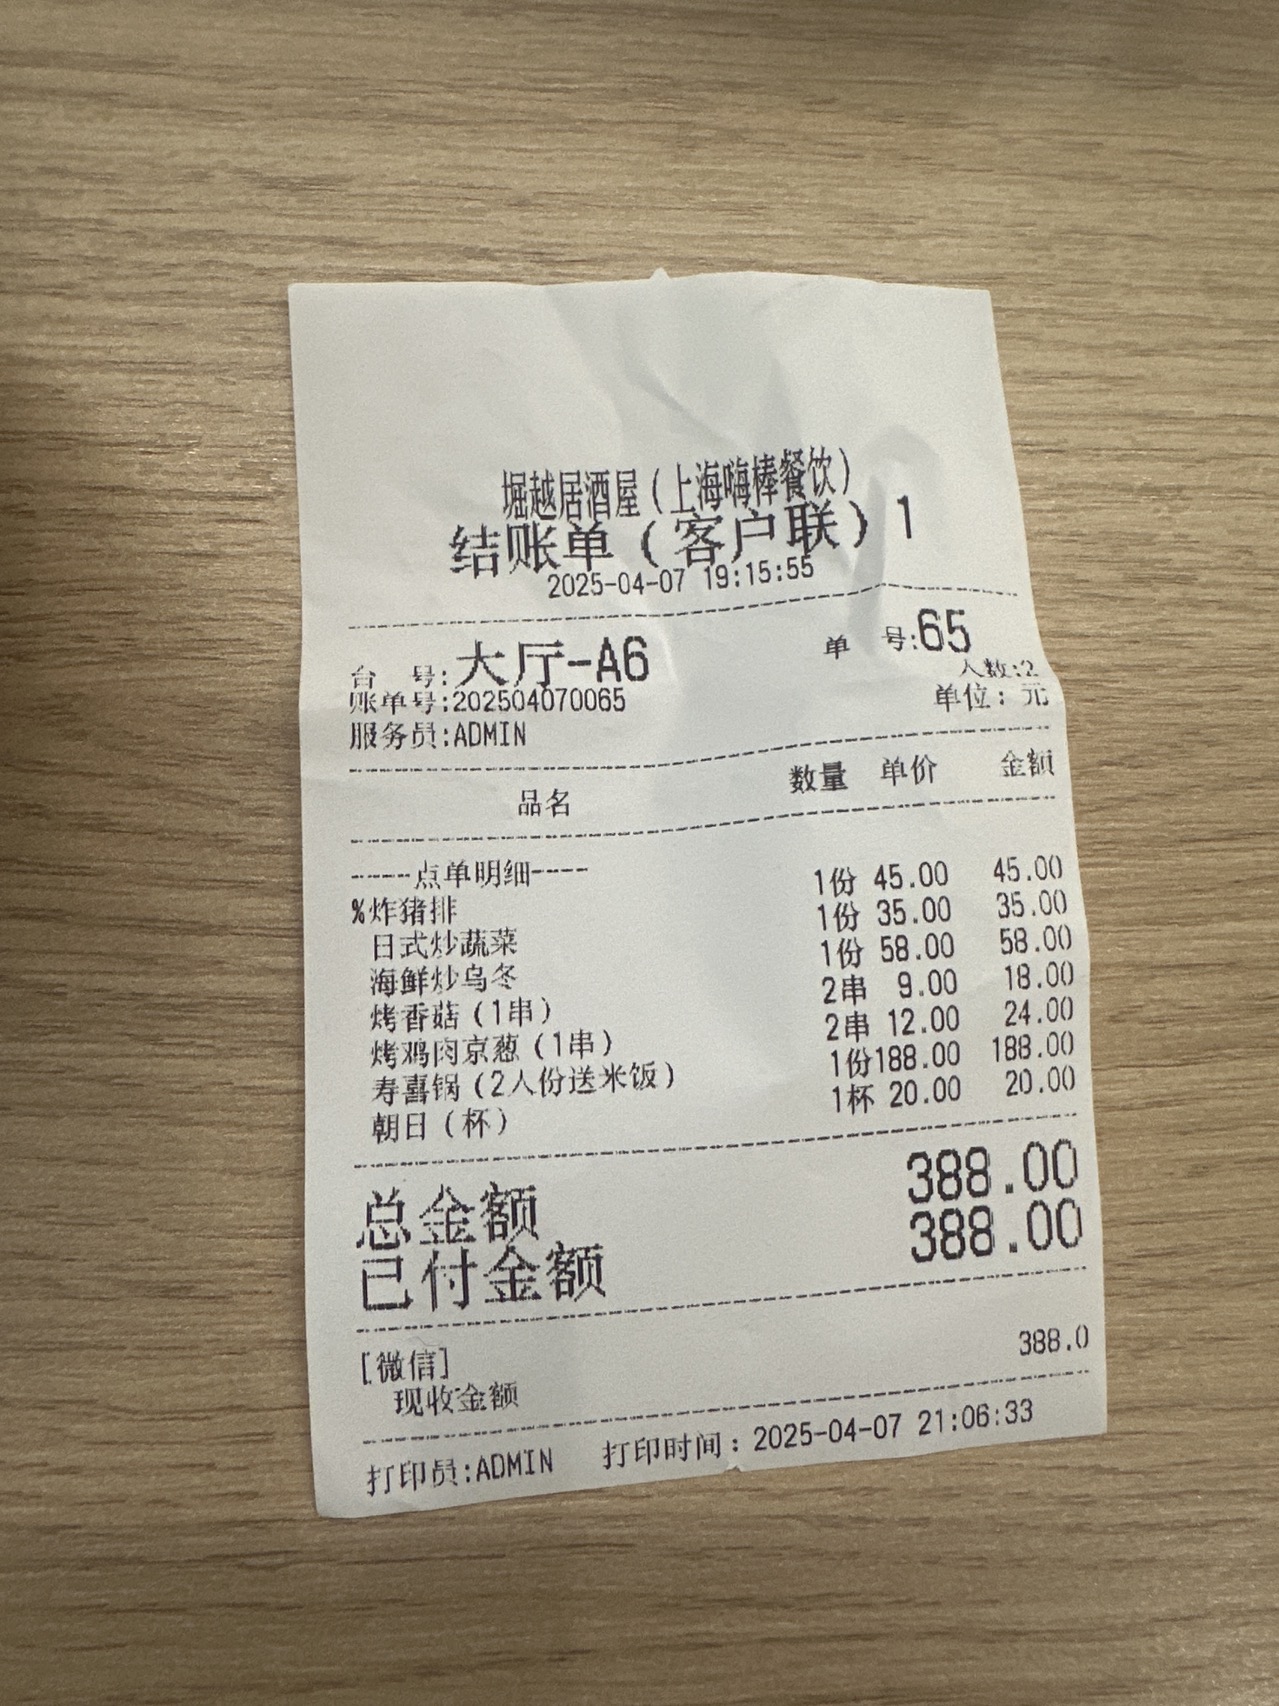 堀越居酒屋（上海嗨棒餐饮）
结账单（客户联）1
2025-04-07 19:15:55
台 号:大厅-A6 单 号:65
账单号:202504070065 人数:2
服务员:ADMIN 单位：元
品名 数量 单价 金额
----点单明细----
%炸猪排 1份 45.00 45.00
日式炒蔬菜 1份 35.00 35.00
海鲜炒乌冬 1份 58.00 58.00
烤香菇（1串） 2串 9.00 18.00
烤鸡肉京葱（1串） 2串 12.00 24.00
寿喜锅（2人份送米饭） 1份188.00 188.00
朝日（杯） 1杯 20.00 20.00
总金额 388.00
已付金额 388.00
[微信] 388.0
现收金额
打印员:ADMIN 打印时间：2025-04-07 21:06:33